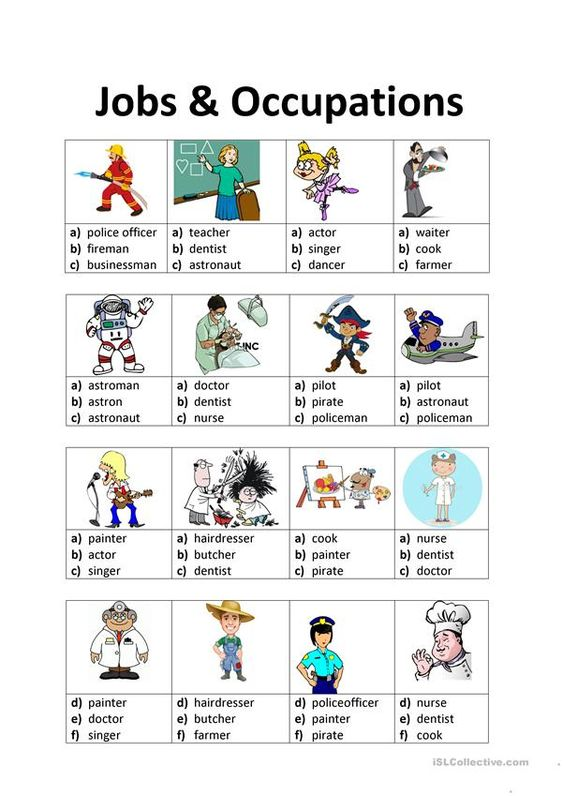 Jobs & Occupations
a) police officer
b) fireman
c) businessman
a) teacher
b) dentist
c) astronaut
a) actor
b) singer
c) dancer
a) waiter
b) cook
c) farmer
a) astroman
b) astron
c) astronaut
a) doctor
b) dentist
c) nurse
a) pilot
b) pirate
c) policeman
a) pilot
b) astronaut
c) policeman
INC
a) painter
b) actor
c) singer
a) hairdresser
b) butcher
c) dentist
a) cook
b) painter
c) pirate
a) nurse
b) dentist
c) doctor
d) painter
e) doctor
f) singer
d) hairdresser
e) butcher
f) farmer
d) policeofficer
e) painter
f) pirate
d) nurse
e) dentist
f) cook
iSLCollective.com